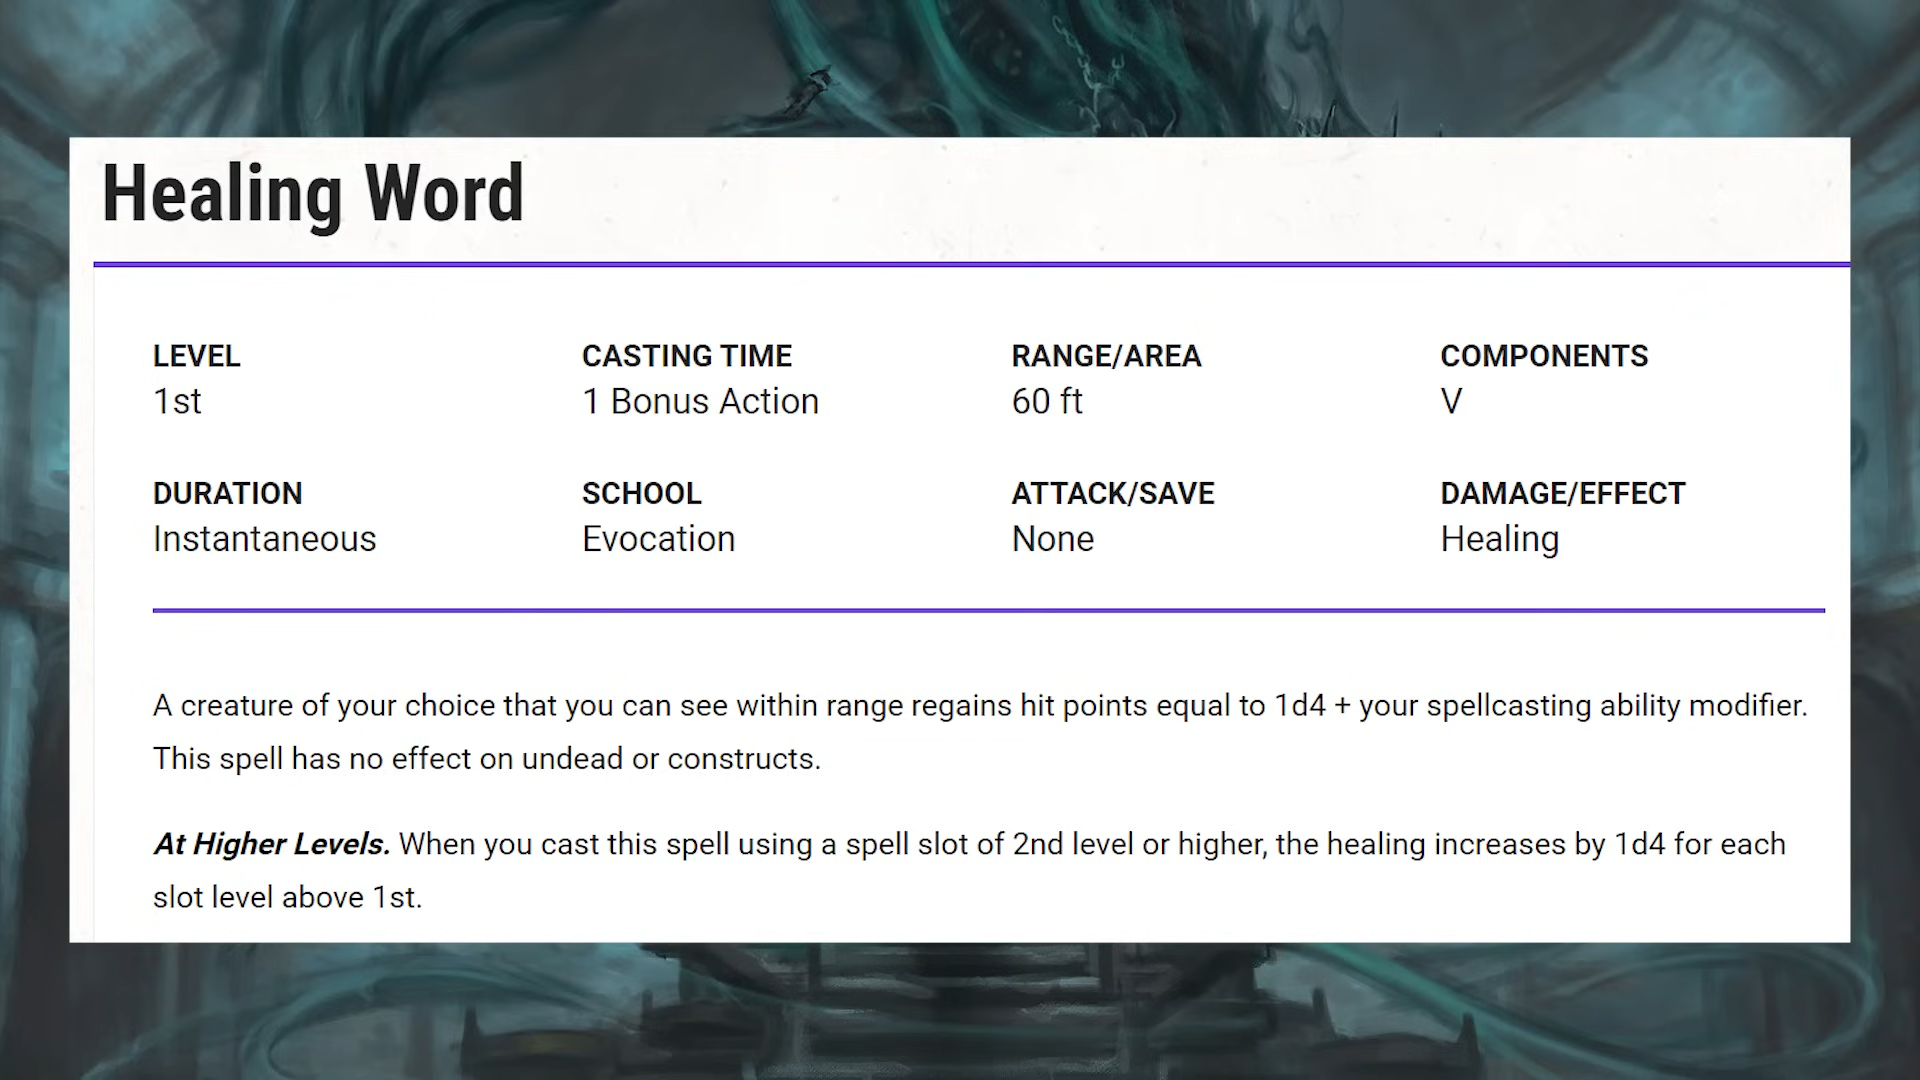 Healing Word
LEVEL
1st
CASTING TIME
1 Bonus Action
RANGE/AREA
60 ft
COMPONENTS
V
DURATION
Instantaneous
SCHOOL
Evocation
ATTACK/SAVE
None
DAMAGE/EFFECT
Healing
A creature of your choice that you can see within range regains hit points equal to 1d4 + your spellcasting ability modifier.
This spell has no effect on undead or constructs.
At Higher Levels. When you cast this spell using a spell slot of 2nd level or higher, the healing increases by 1d4 for each
slot level above 1st.